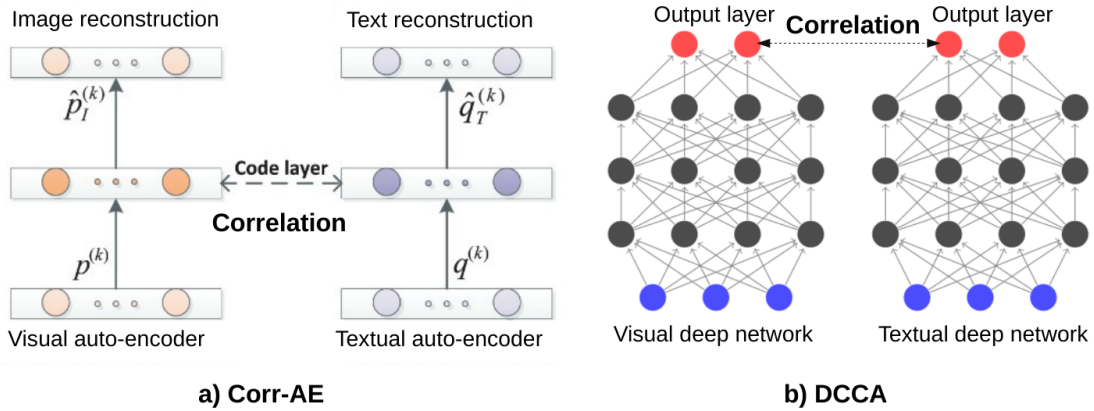 Image reconstruction
Text reconstruction
p̂_I^(k)
q̂_T^(k)
Code layer
Correlation
p^(k)
q^(k)
Visual auto-encoder
Textual auto-encoder
a) Corr-AE
Output layer
Output layer
Correlation
Visual deep network
Textual deep network
b) DCCA